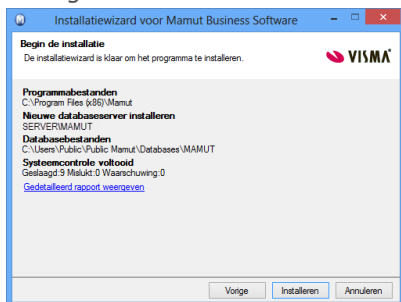 Installatiewizard voor Mamut Business Software
Begin de installatie
De installatiewizard is klaar om het programma te installeren.
VISMA
Programmabestanden
C:\Program Files (x86)\Mamut
Nieuwe databaseserver installeren
SERVER\MAMUT
Databasebestanden
C:\Users\Public\Public Mamut\Databases\MAMUT
Systeemcontrole voltooid
Geslaagd:9 Mislukt:0 Waarschuwing:0
Gedetailleerd rapport weergeven
Vorige Installeren Annuleren